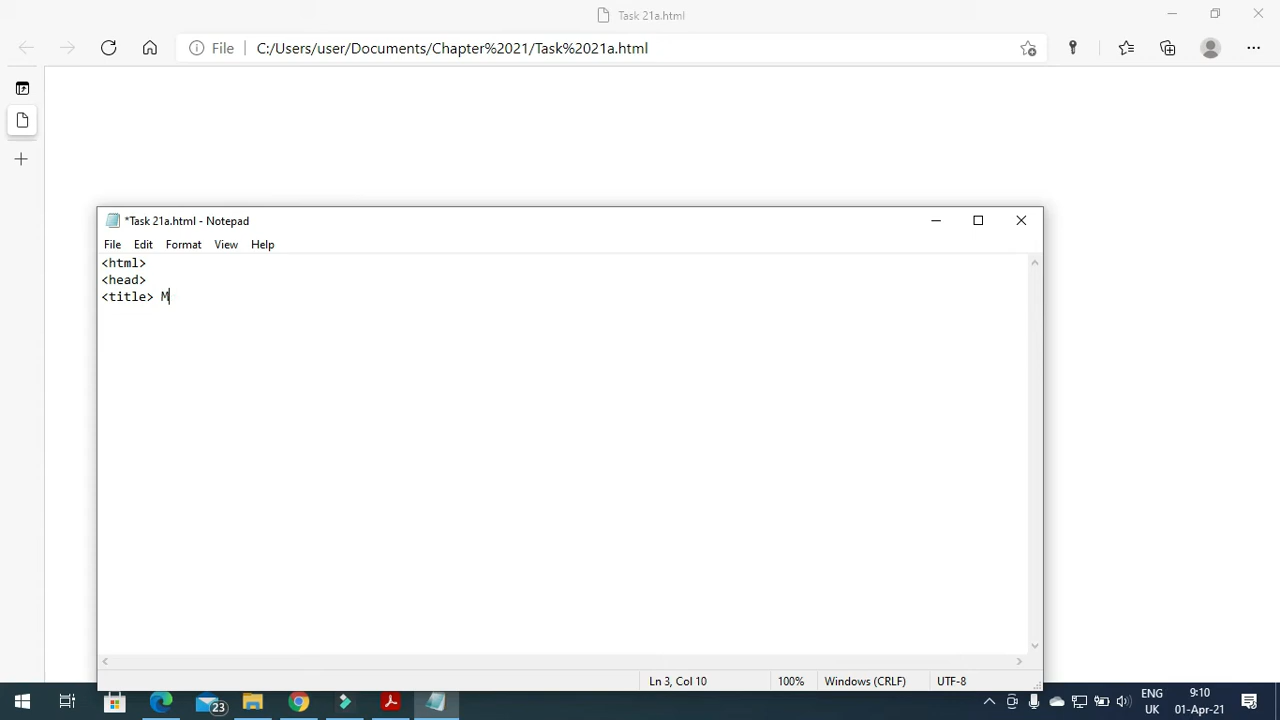 Task 21a.html
File C:/Users/user/Documents/Chapter%2021/Task%2021a.html
*Task 21a.html - Notepad
File Edit Format View Help
<html>
<head>
<title> M
Ln 3, Col 10 100% Windows (CRLF) UTF-8
23
ENG
UK
9:10
01-Apr-21